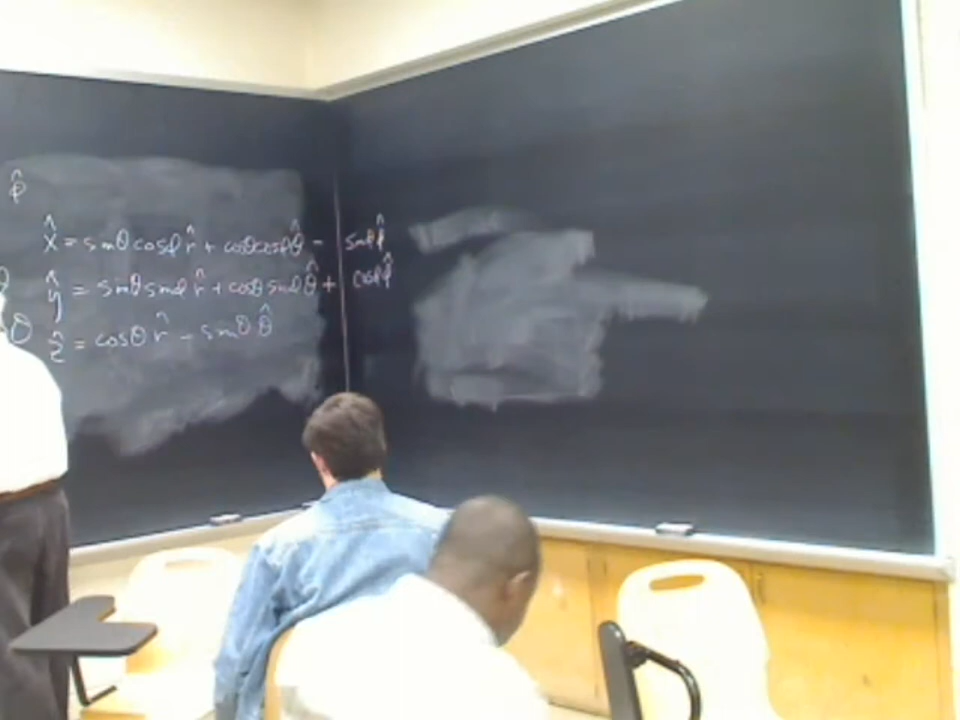 φ̂
x̂ = sinθ cosφ r̂ + cosθ cosφ θ̂ - sinφ φ̂
ŷ = sinθ sinφ r̂ + cosθ sinφ θ̂ + cosφ φ̂
θ ẑ = cosθ r̂ - sinθ θ̂